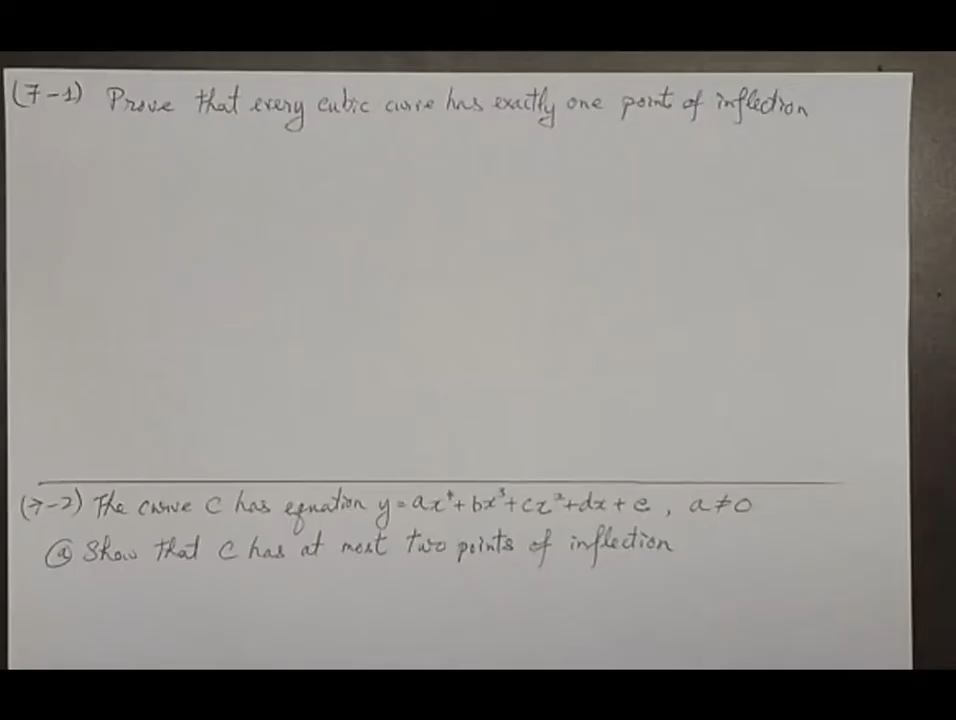 (7-1) Prove that every cubic curve has exactly one point of inflection
(7-2) The curve C has equation y=ax⁴+bx³+cx²+dx+e, a≠0
ⓐ Show that C has at most two points of inflection